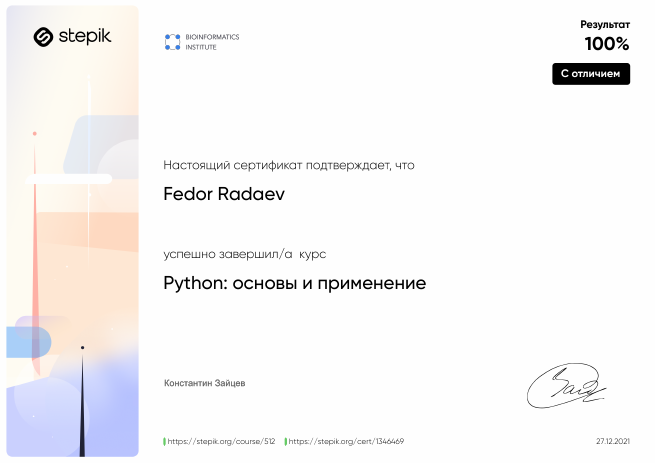 stepik
BIOINFORMATICS
INSTITUTE
Результат
100%
С отличием
Настоящий сертификат подтверждает, что
Fedor Radaev
успешно завершил/а курс
Python: основы и применение
Константин Зайцев
https://stepik.org/course/512
https://stepik.org/cert/1346469
27.12.2021